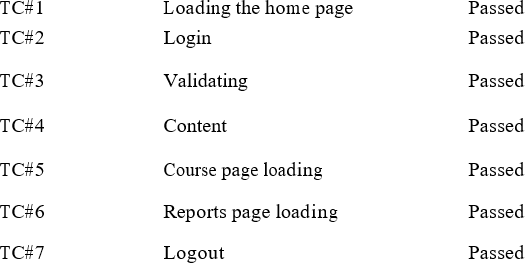 TC#1 Loading the home page Passed
TC#2 Login Passed
TC#3 Validating Passed
TC#4 Content Passed
TC#5 Course page loading Passed
TC#6 Reports page loading Passed
TC#7 Logout Passed